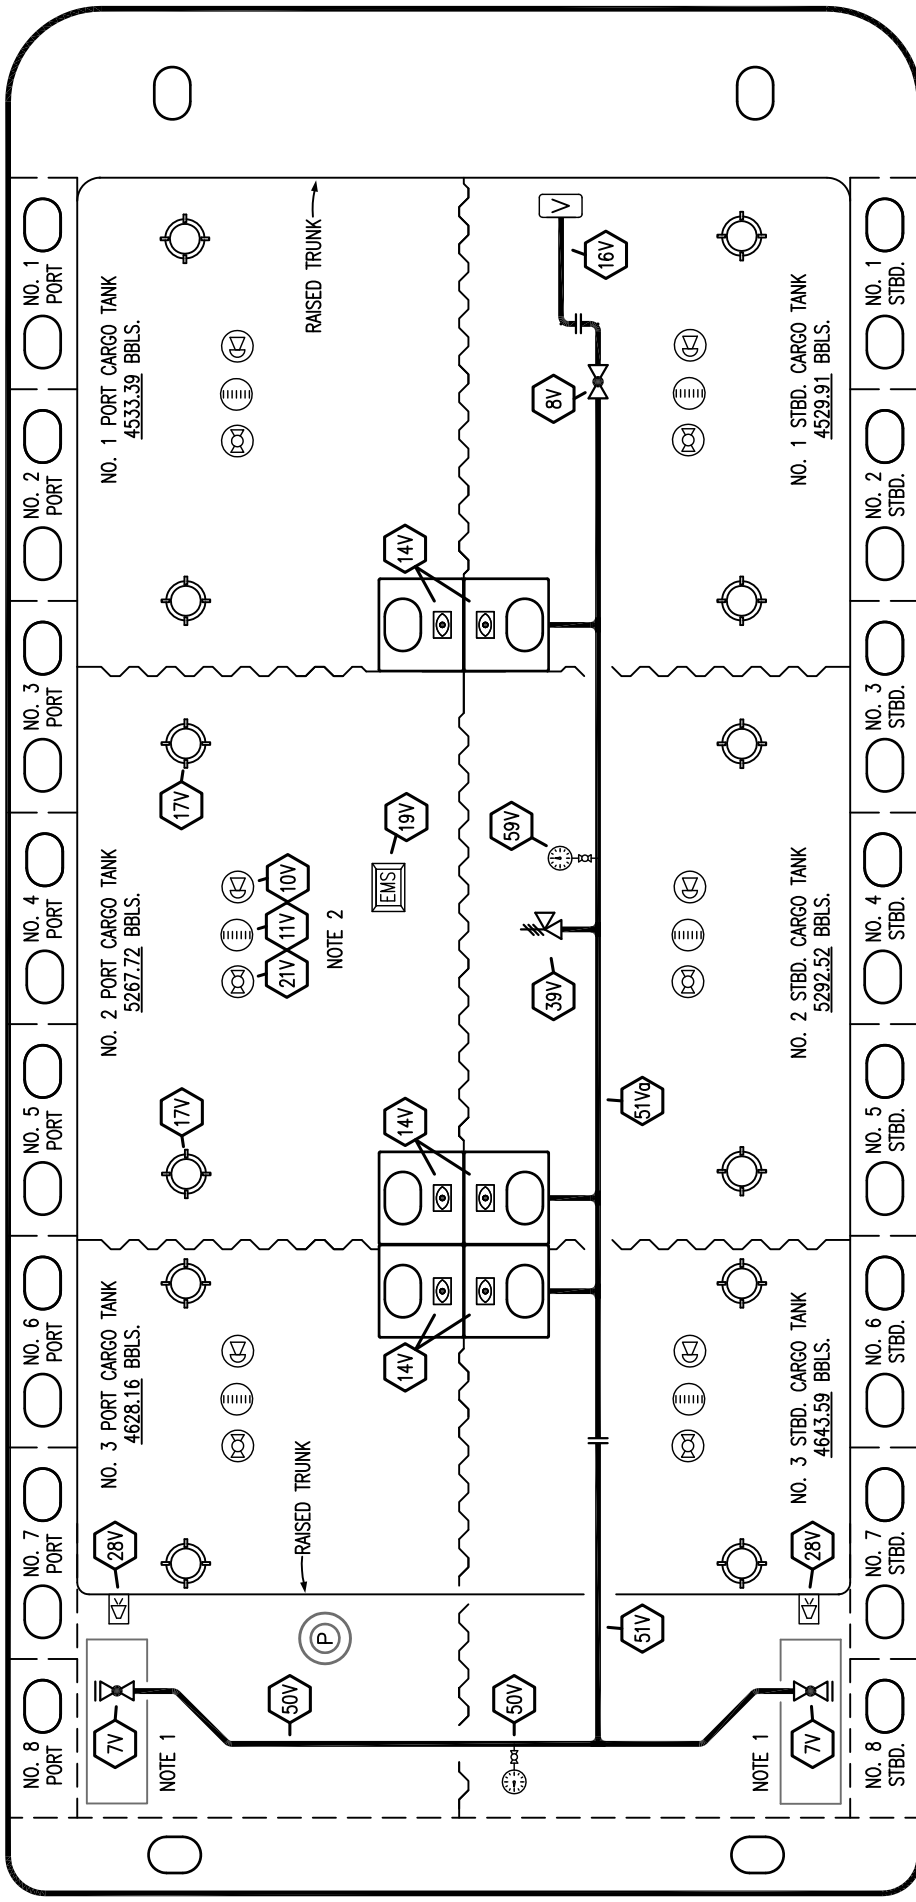 NO. 8
PORT
NO. 7
PORT
NO. 6
PORT
NO. 5
PORT
NO. 4
PORT
NO. 3
PORT
NO. 2
PORT
NO. 1
PORT
NO. 3 PORT CARGO TANK
4628.16 BBLS.
NO. 2 PORT CARGO TANK
5267.72 BBLS.
NO. 1 PORT CARGO TANK
4533.39 BBLS.
7V
28V
NOTE 1
17V
17V
50V
21V
11V
10V
NOTE 2
P
RAISED TRUNK
RAISED TRUNK
EMSI
19V
14V
14V
14V
50V
39V
59V
8V
V
16V
51V
51Va
NOTE 1
7V
28V
NO. 3 STBD. CARGO TANK
4643.59 BBLS.
NO. 2 STBD. CARGO TANK
5292.52 BBLS.
NO. 1 STBD. CARGO TANK
4529.91 BBLS.
NO. 8
STBD.
NO. 7
STBD.
NO. 6
STBD.
NO. 5
STBD.
NO. 4
STBD.
NO. 3
STBD.
NO. 2
STBD.
NO. 1
STBD.